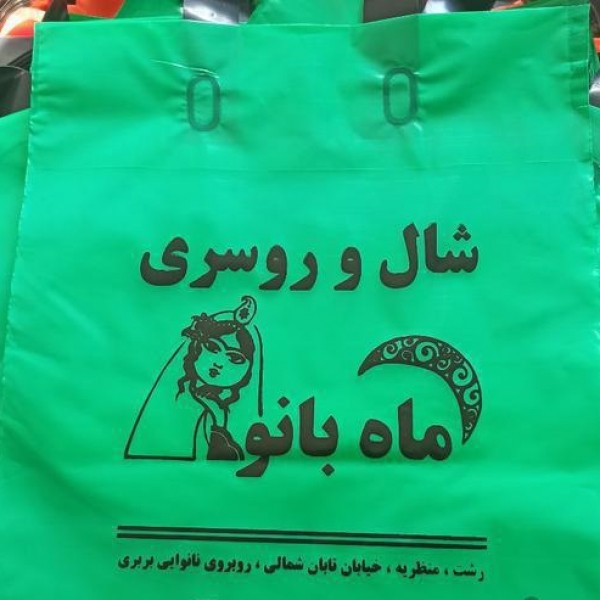 شال و روسری
ماه بانو
رشت ، منظریه ، خیابان تابان شمالی ، روبروی نانوایی بربری